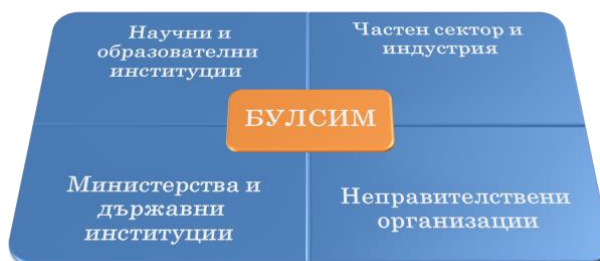 Научни и
образователни
институции
Частен сектор и
индустрия
БУЛСИМ
Министерства и
държавни
институции
Неправителствени
организации